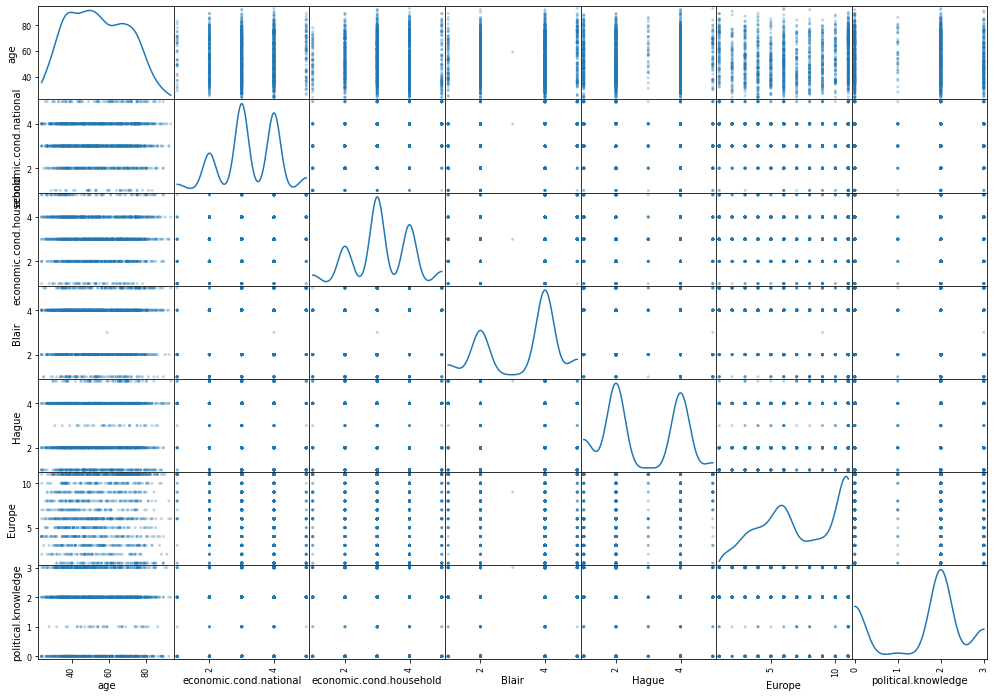 age
80
60
40
economic.cond.national
4
2
economic.cond.household
4
2
Blair
4
2
Hague
4
2
Europe
10
5
political.knowledge
3
2
1
0
40
60
80
2
4
2
4
2
4
2
4
5
10
0
1
2
3
age
economic.cond.national
economic.cond.household
Blair
Hague
Europe
political.knowledge